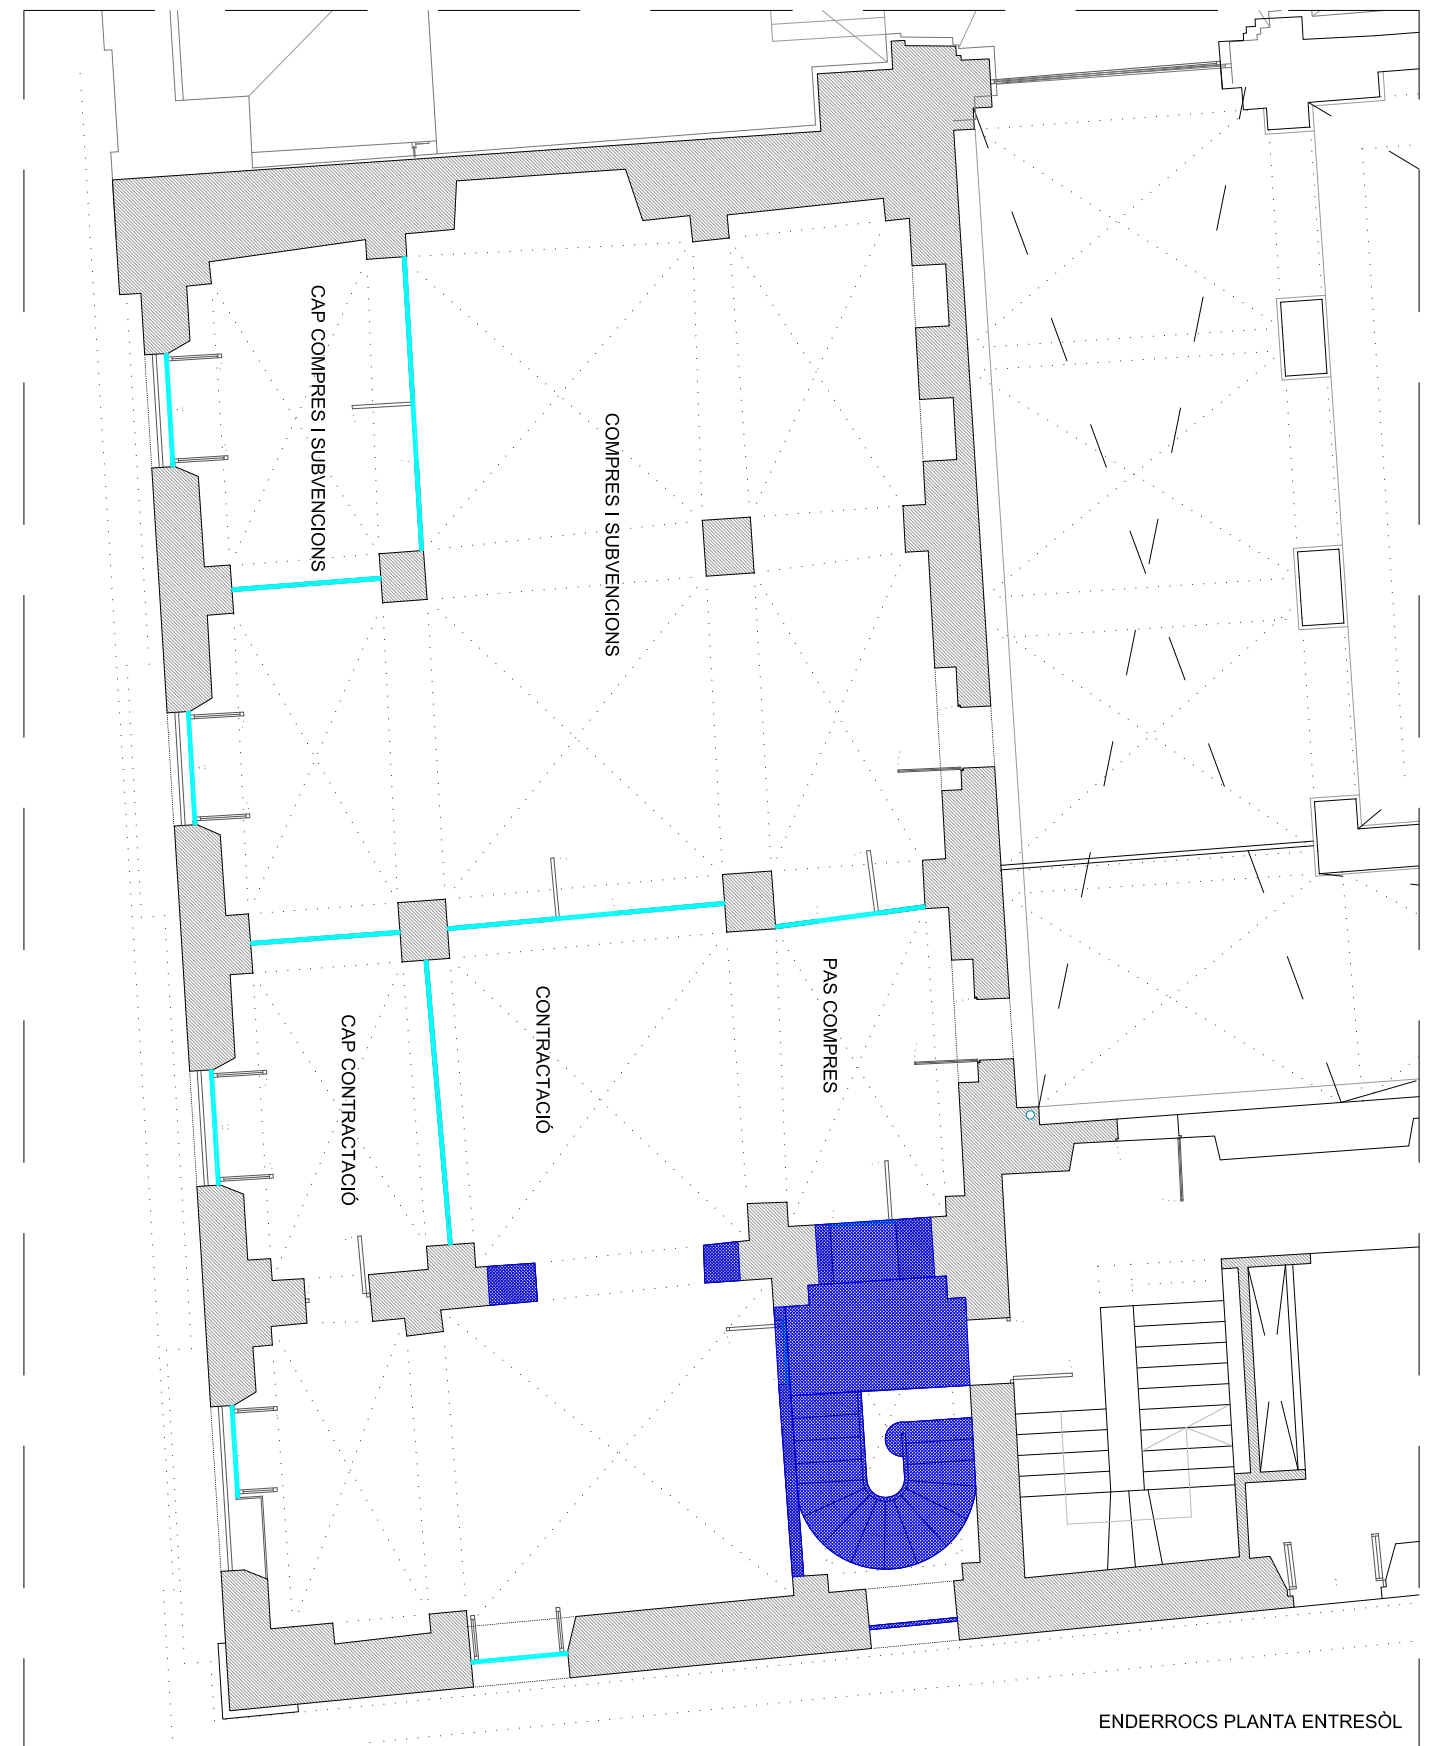 CAP COMPRES I SUBVENCIONS
COMPRES I SUBVENCIONS
CAP CONTRACTACIÓ
CONTRACTACIÓ
PAS COMPRES
ENDERROCS PLANTA ENTRESÒL